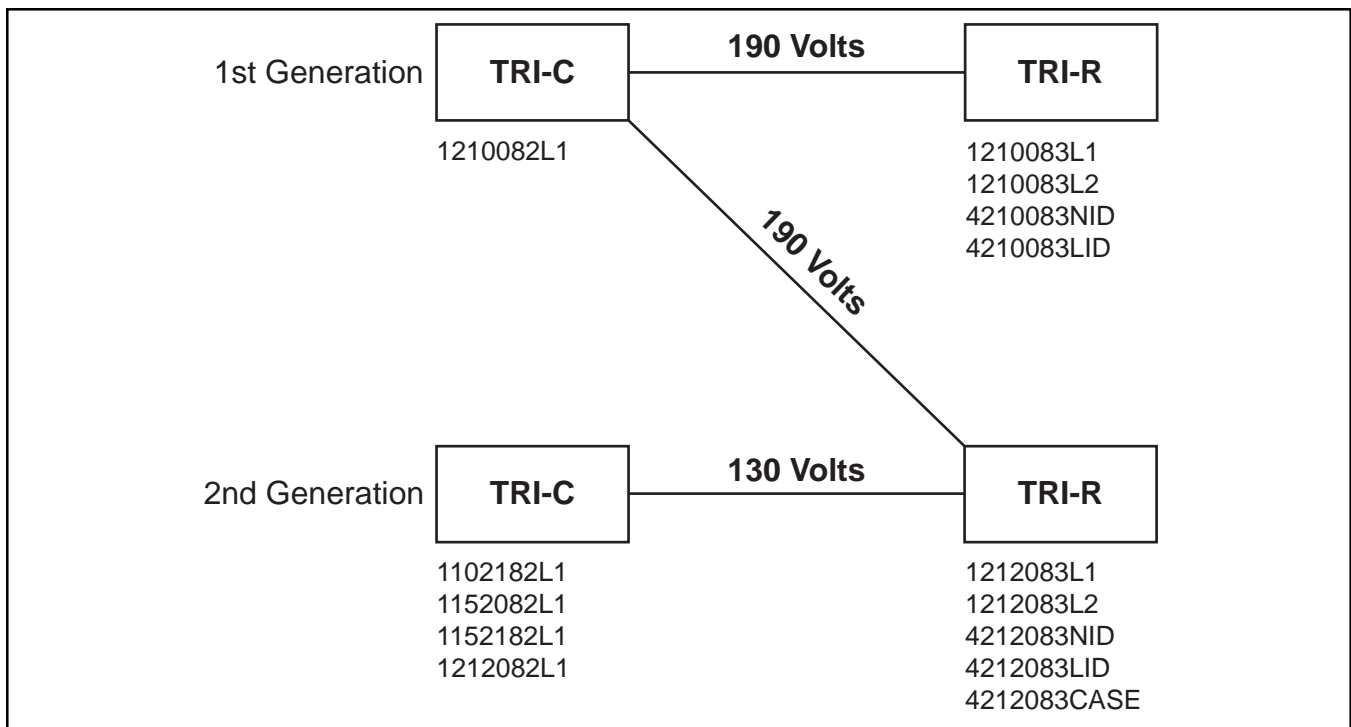 190 Volts
1st Generation TRI-C TRI-R
1210082L1
1210083L1
1210083L2
4210083NID
4210083LID
190 Volts
130 Volts
2nd Generation TRI-C TRI-R
1102182L1
1152082L1
1152182L1
1212082L1
1212083L1
1212083L2
4212083NID
4212083LID
4212083CASE